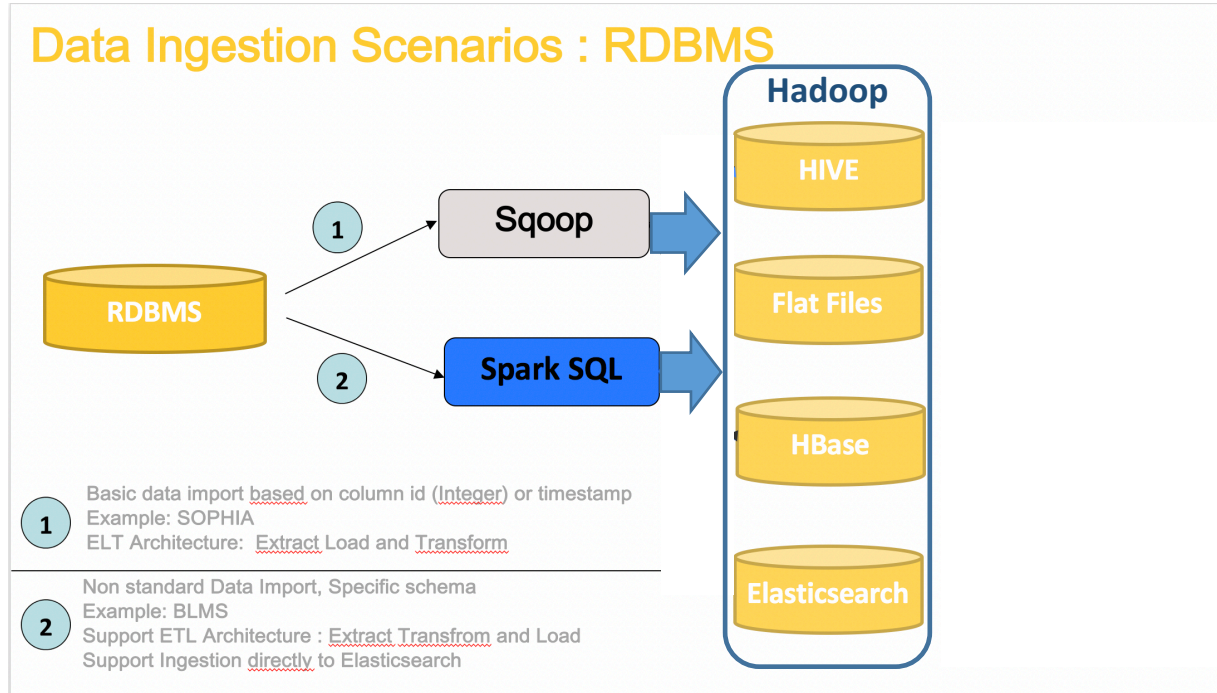 Data Ingestion Scenarios : RDBMS
Hadoop
HIVE
1
Sqoop
RDBMS
Flat Files
2
Spark SQL
HBase
1
Basic data import based on column id (Integer) or timestamp
Example: SOPHIA
ELT Architecture:  Extract Load and Transform
Elasticsearch
2
Non standard Data Import, Specific schema
Example: BLMS
Support ETL Architecture : Extract Transfrom and Load
Support Ingestion directly to Elasticsearch